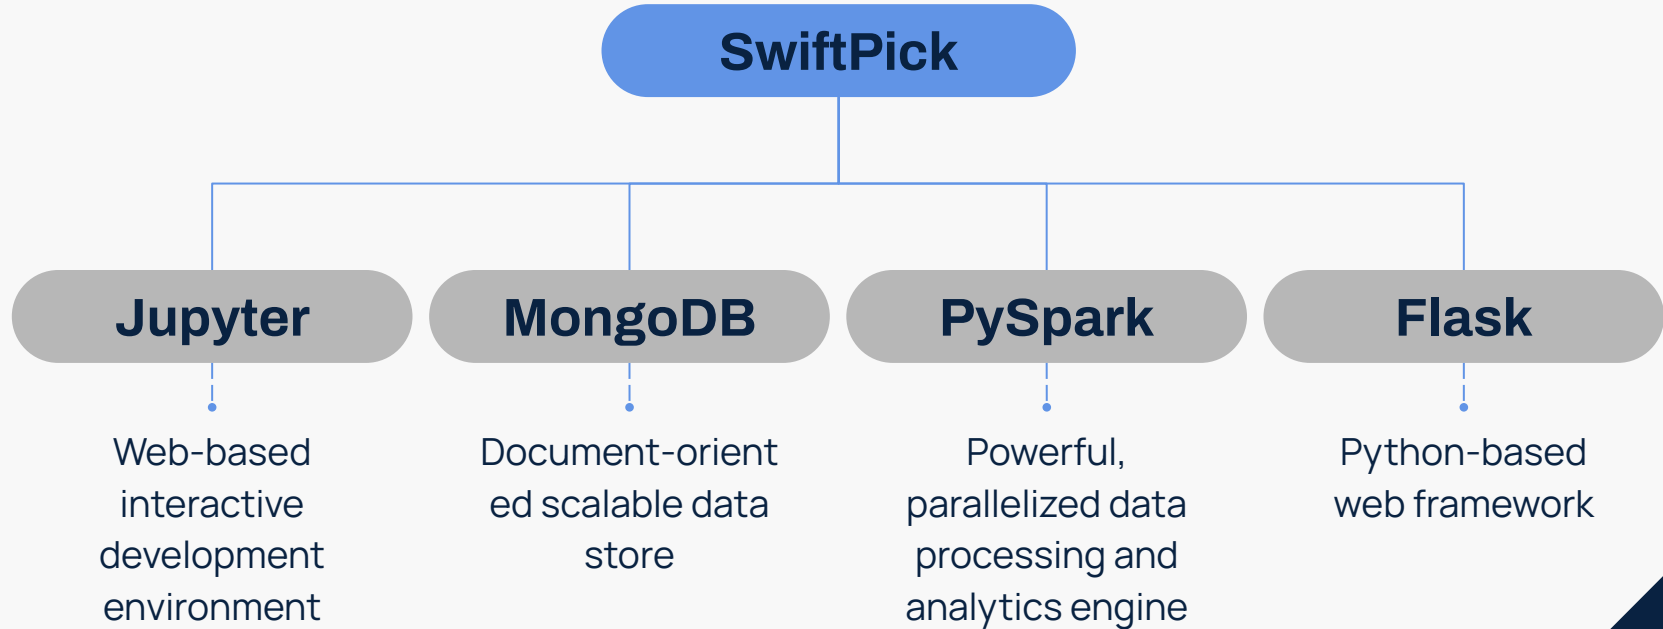 SwiftPick
Jupyter
MongoDB
PySpark
Flask
Web-based
interactive
development
environment
Document-orient
ed scalable data
store
Powerful,
parallelized data
processing and
analytics engine
Python-based
web framework